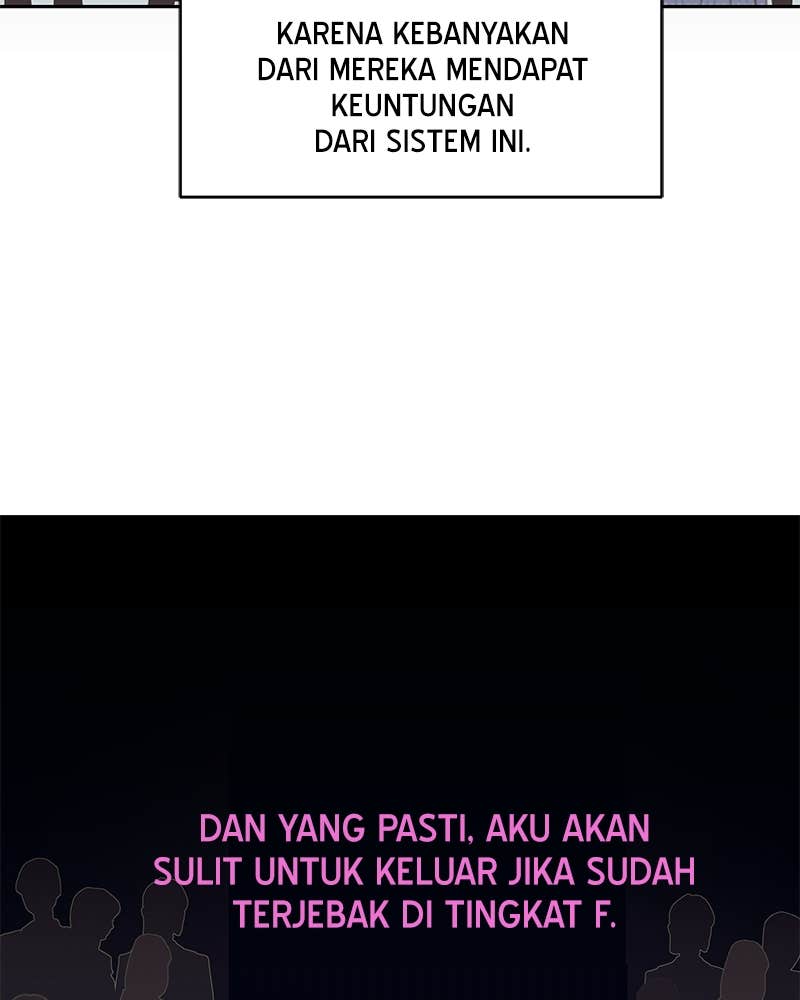 KARENA KEBANYAKAN
DARI MEREKA MENDAPAT
KEUNTUNGAN
DARI SISTEM INI.
DAN YANG PASTI, AKU AKAN
SULIT UNTUK KELUAR JIKA SUDAH
TERJEBAK DI TINGKAT F.